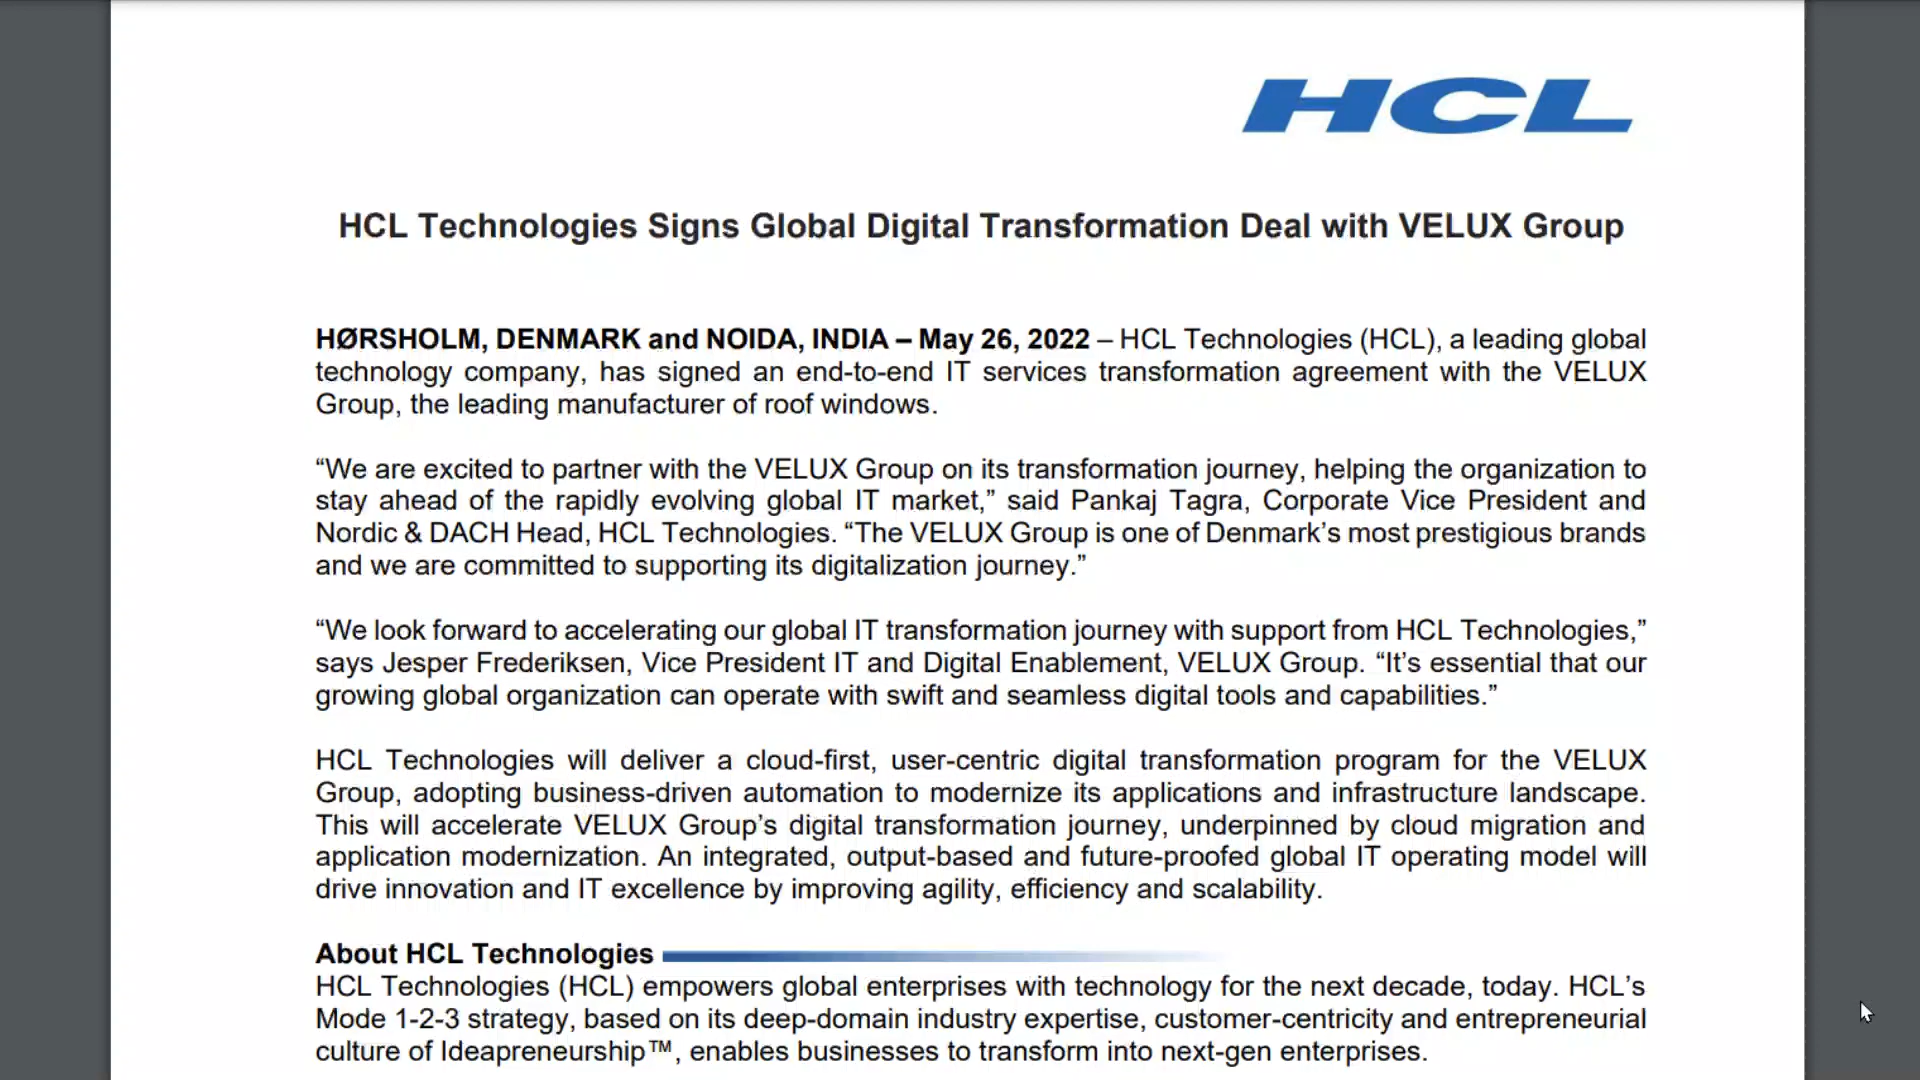 HCL
HCL Technologies Signs Global Digital Transformation Deal with VELUX Group
HØRSHOLM, DENMARK and NOIDA, INDIA – May 26, 2022 – HCL Technologies (HCL), a leading global
technology company, has signed an end-to-end IT services transformation agreement with the VELUX
Group, the leading manufacturer of roof windows.
“We are excited to partner with the VELUX Group on its transformation journey, helping the organization to
stay ahead of the rapidly evolving global IT market,” said Pankaj Tagra, Corporate Vice President and
Nordic & DACH Head, HCL Technologies. “The VELUX Group is one of Denmark’s most prestigious brands
and we are committed to supporting its digitalization journey.”
“We look forward to accelerating our global IT transformation journey with support from HCL Technologies,”
says Jesper Frederiksen, Vice President IT and Digital Enablement, VELUX Group. “It’s essential that our
growing global organization can operate with swift and seamless digital tools and capabilities.”
HCL Technologies will deliver a cloud-first, user-centric digital transformation program for the VELUX
Group, adopting business-driven automation to modernize its applications and infrastructure landscape.
This will accelerate VELUX Group’s digital transformation journey, underpinned by cloud migration and
application modernization. An integrated, output-based and future-proofed global IT operating model will
drive innovation and IT excellence by improving agility, efficiency and scalability.
About HCL Technologies
HCL Technologies (HCL) empowers global enterprises with technology for the next decade, today. HCL’s
Mode 1-2-3 strategy, based on its deep-domain industry expertise, customer-centricity and entrepreneurial
culture of Ideapreneurship™, enables businesses to transform into next-gen enterprises.